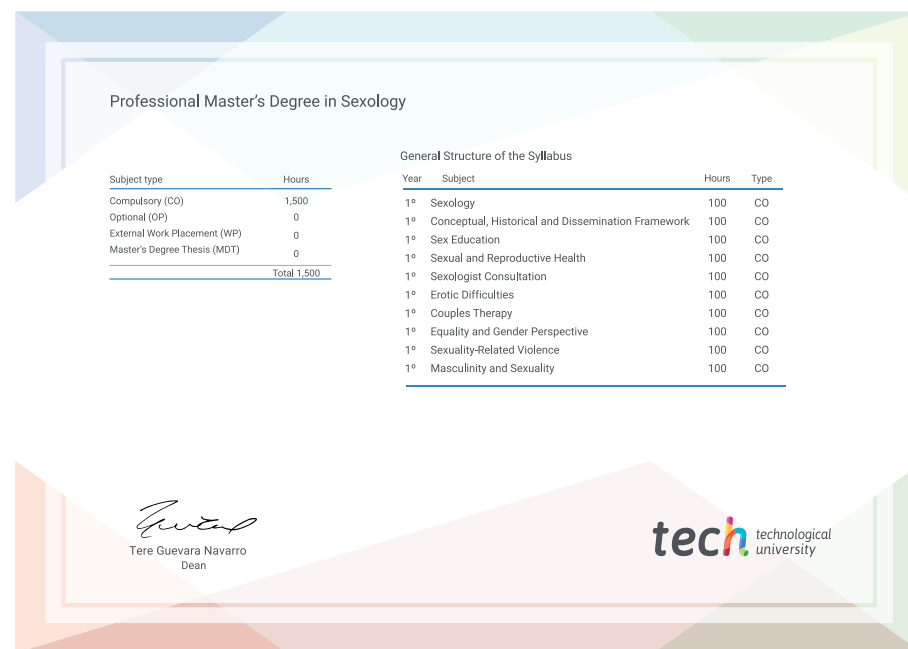 Professional Master's Degree in Sexology
General Structure of the Syllabus
Subject type Hours
Compulsory (CO) 1,500
Optional (OP) 0
External Work Placement (WP) 0
Master's Degree Thesis (MDT) 0
Total 1,500
Year Subject Hours Type
1º Sexology 100 CO
1º Conceptual, Historical and Dissemination Framework 100 CO
1º Sex Education 100 CO
1º Sexual and Reproductive Health 100 CO
1º Sexologist Consultation 100 CO
1º Erotic Difficulties 100 CO
1º Couples Therapy 100 CO
1º Equality and Gender Perspective 100 CO
1º Sexuality-Related Violence 100 CO
1º Masculinity and Sexuality 100 CO
Tere Guevara Navarro
Dean
tech technological
university